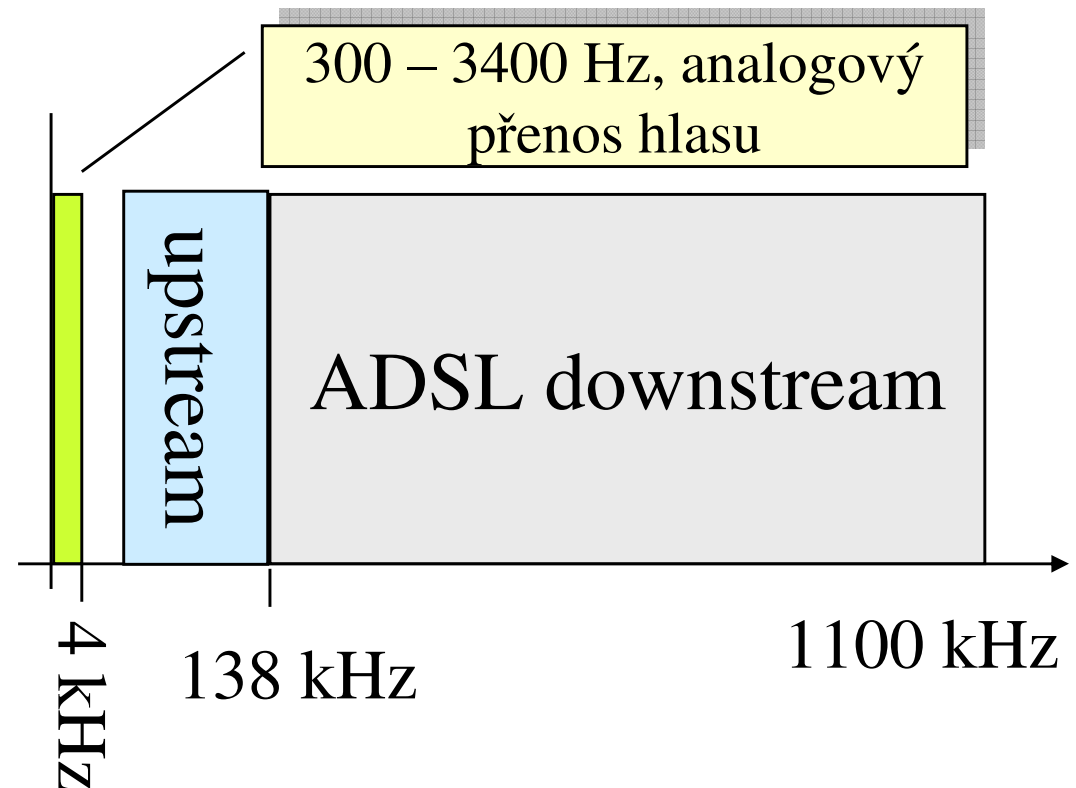 300 – 3400 Hz, analogový
přenos hlasu
upstream
ADSL downstream
4 kHz
138 kHz
1100 kHz